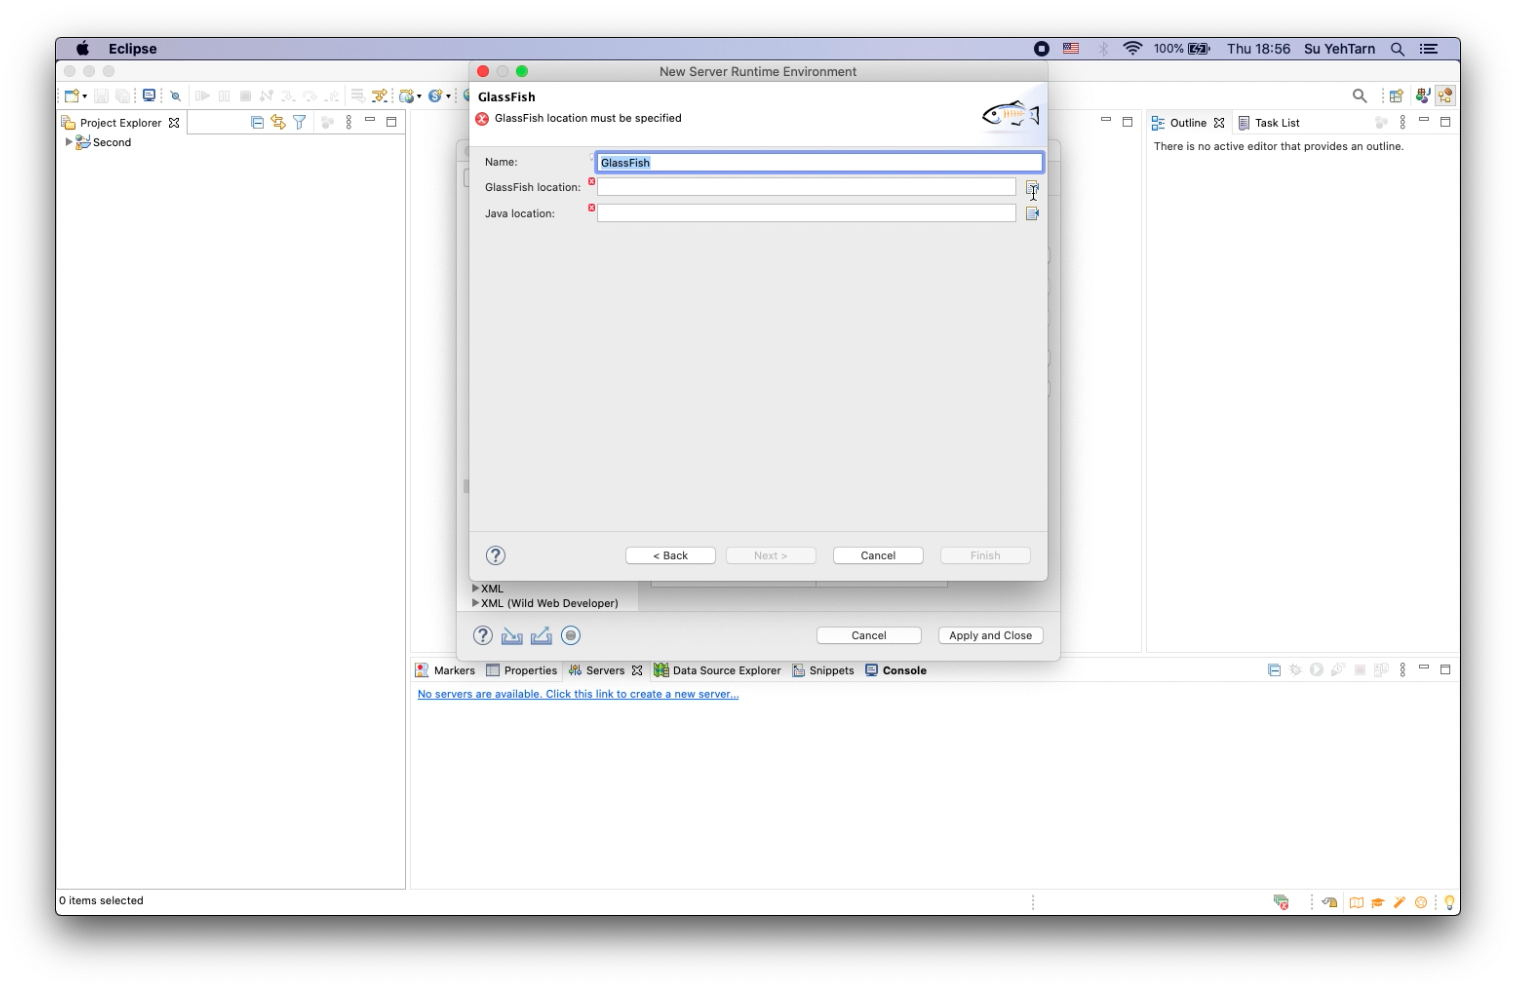 Eclipse
100%
Thu 18:56
Su YehTarn
New Server Runtime Environment
GlassFish
GlassFish location must be specified
Name:
GlassFish
GlassFish location:
Java location:
< Back
Next >
Cancel
Finish
Project Explorer
Second
Outline
Task List
There is no active editor that provides an outline.
XML
XML (Wild Web Developer)
Cancel
Apply and Close
Markers
Properties
Servers
Data Source Explorer
Snippets
Console
No servers are available. Click this link to create a new server...
0 items selected